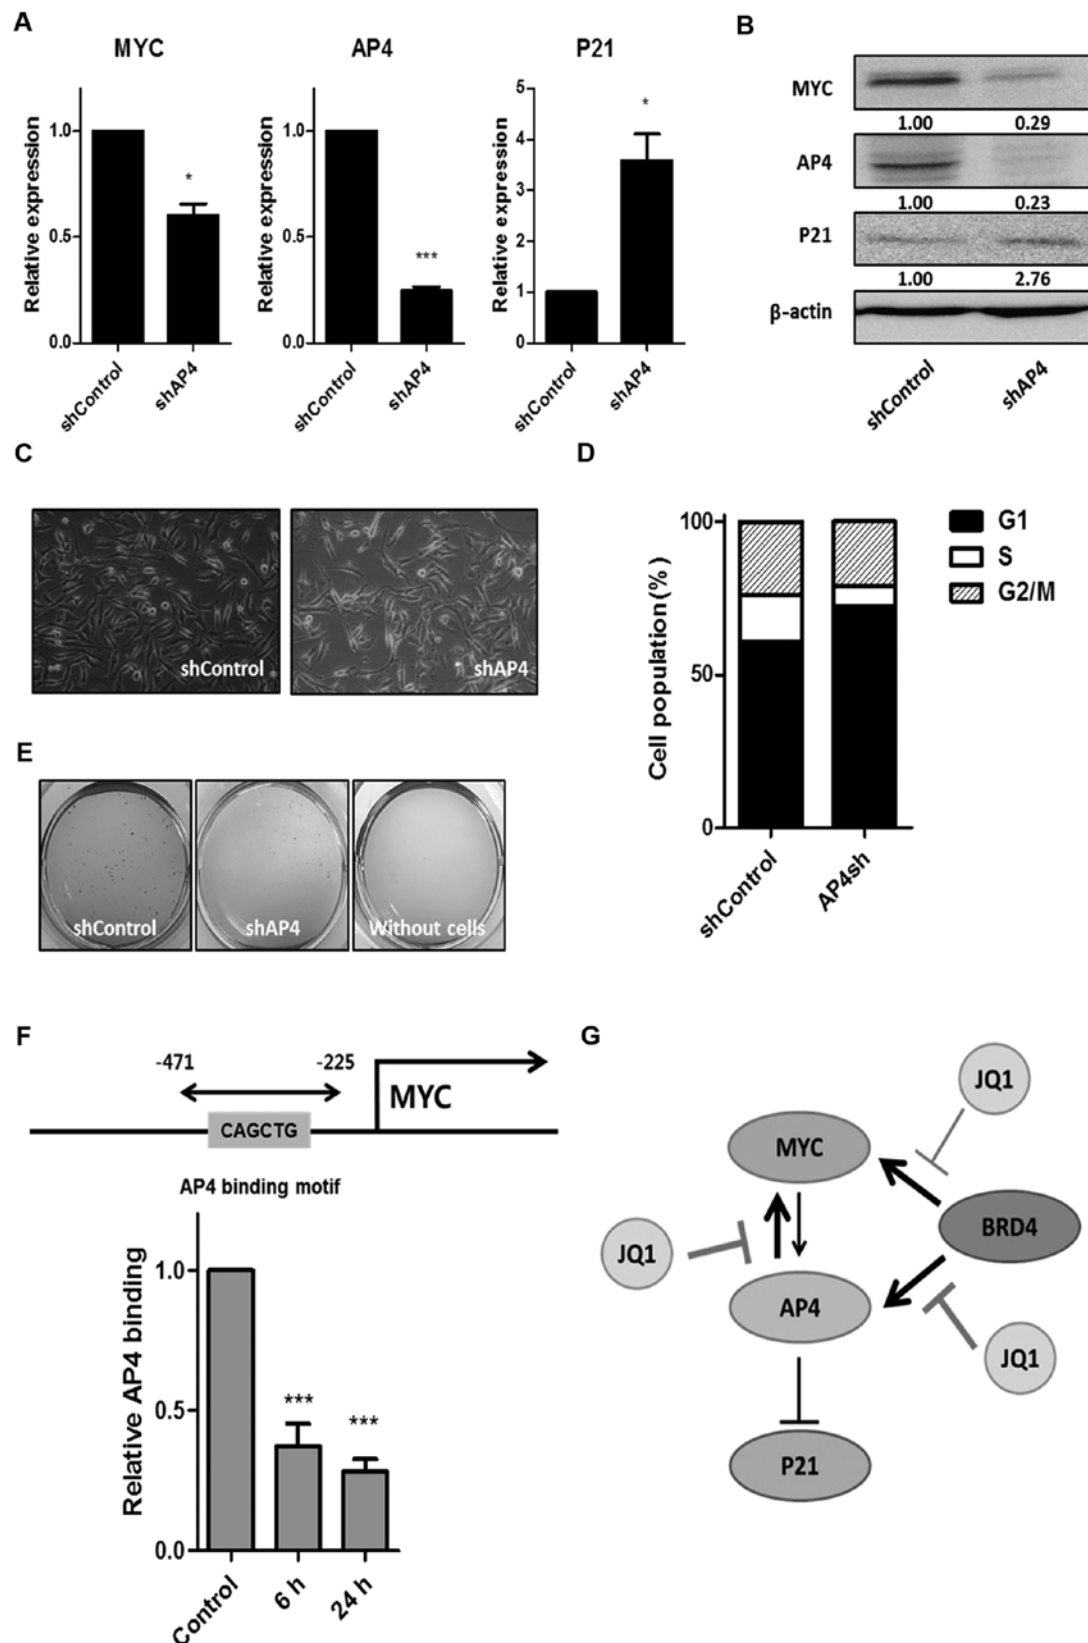 A
MYC
Relative expression
1.0
0.5
0.0
*
shControl
shAP4
AP4
Relative expression
1.0
0.5
0.0
***
shControl
shAP4
P21
Relative expression
5
4
3
2
1
0
*
shControl
shAP4
B
MYC
1.00 0.29
AP4
1.00 0.23
P21
1.00 2.76
β-actin
shControl
shAP4
C
shControl
shAP4
D
Cell population(%)
100
50
0
shControl
AP4sh
G1
S
G2/M
E
shControl
shAP4
Without cells
F
-471 -225
MYC
CAGCTG
AP4 binding motif
Relative AP4 binding
1.0
0.5
0.0
***
***
Control
6 h
24 h
G
JQ1
MYC
BRD4
JQ1
AP4
JQ1
P21